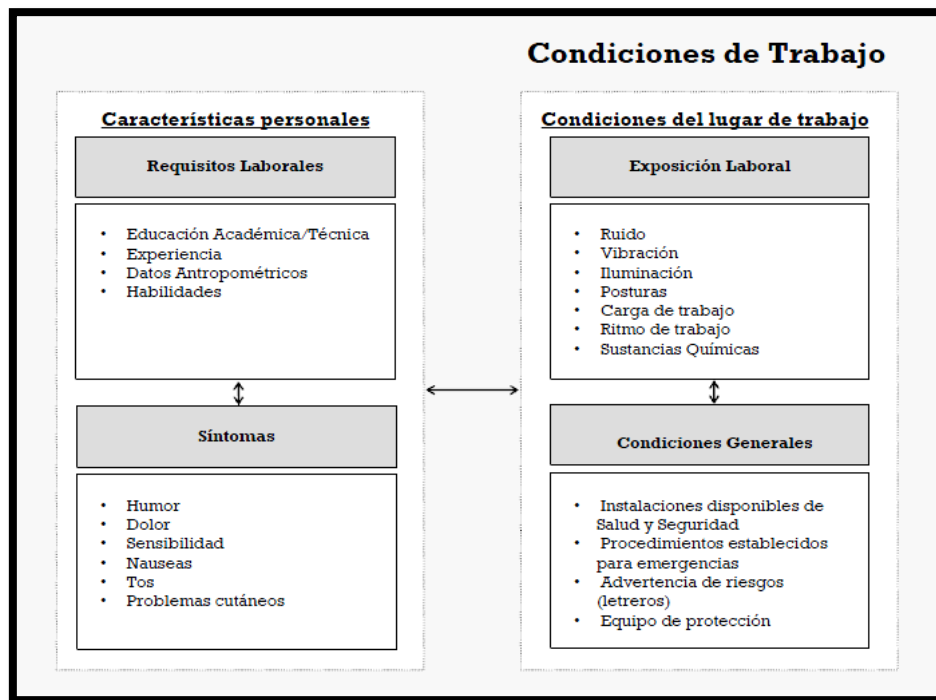 Condiciones de Trabajo
Características personales
Requisitos Laborales
• Educación Académica/Técnica
• Experiencia
• Datos Antropométricos
• Habilidades
Síntomas
• Humor
• Dolor
• Sensibilidad
• Nauseas
• Tos
• Problemas cutáneos
Condiciones del lugar de trabajo
Exposición Laboral
• Ruido
• Vibración
• Iluminación
• Posturas
• Carga de trabajo
• Ritmo de trabajo
• Sustancias Químicas
Condiciones Generales
• Instalaciones disponibles de
Salud y Seguridad
• Procedimientos establecidos
para emergencias
• Advertencia de riesgos
(letreros)
• Equipo de protección